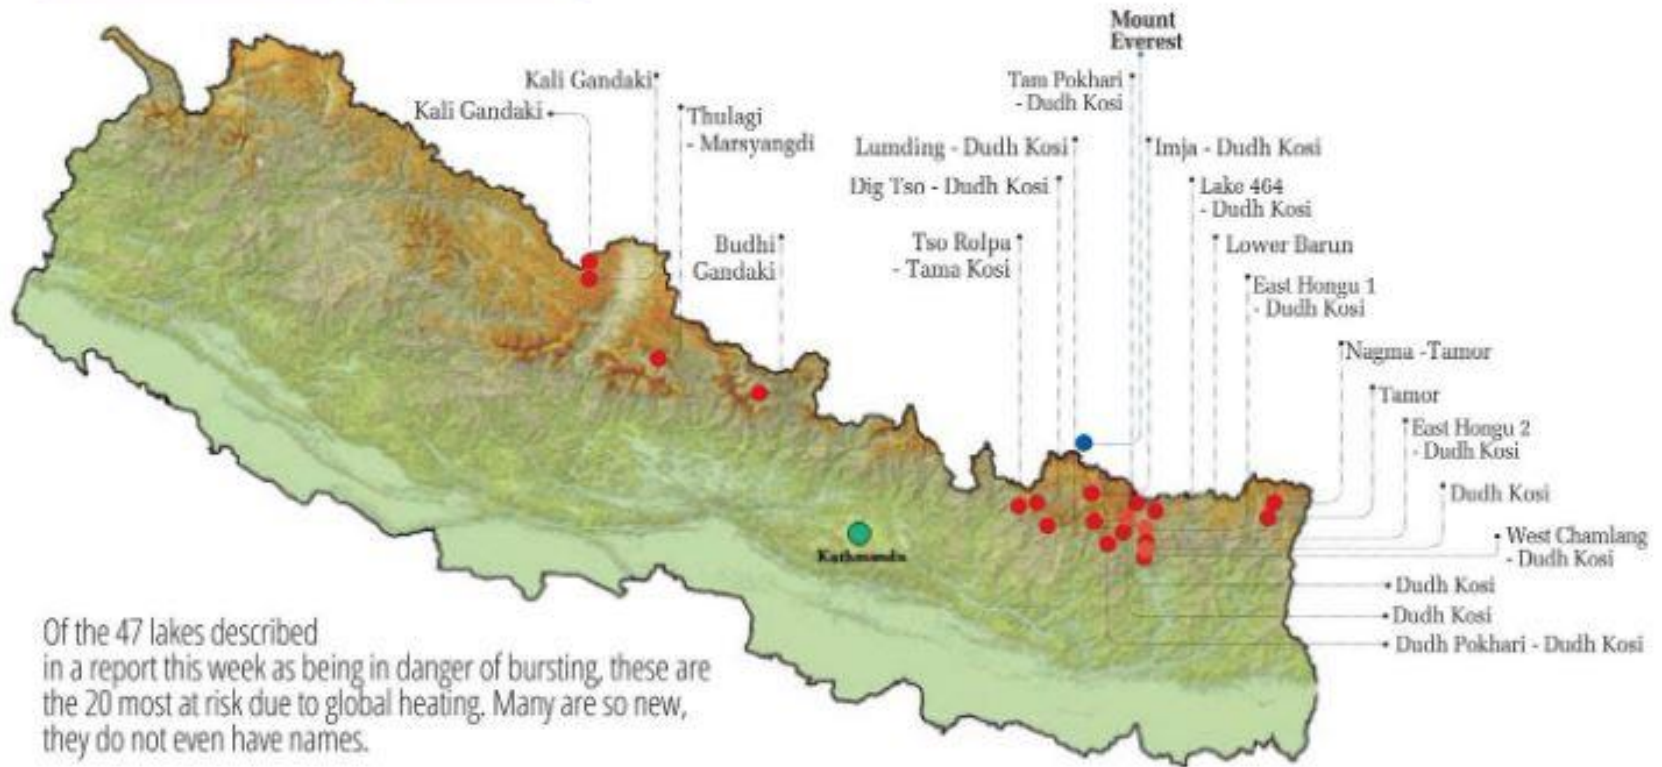 Mount
Everest
Kali Gandaki
Tam Pokhari
- Dudh Kosi
Kali Gandaki
Thulagi
- Marsyangdi
Lumding - Dudh Kosi
Imja - Dudh Kosi
Dig Tso - Dudh Kosi
Lake 464
- Dudh Kosi
Budhi
Gandaki
Tso Rolpa
- Tama Kosi
Lower Barun
East Hongu 1
- Dudh Kosi
Nagma -Tamor
Tamor
East Hongu 2
- Dudh Kosi
Dudh Kosi
West Chamlang
- Dudh Kosi
Kathmandu
Dudh Kosi
Dudh Kosi
Dudh Pokhari - Dudh Kosi
Of the 47 lakes described
in a report this week as being in danger of bursting, these are
the 20 most at risk due to global heating. Many are so new,
they do not even have names.